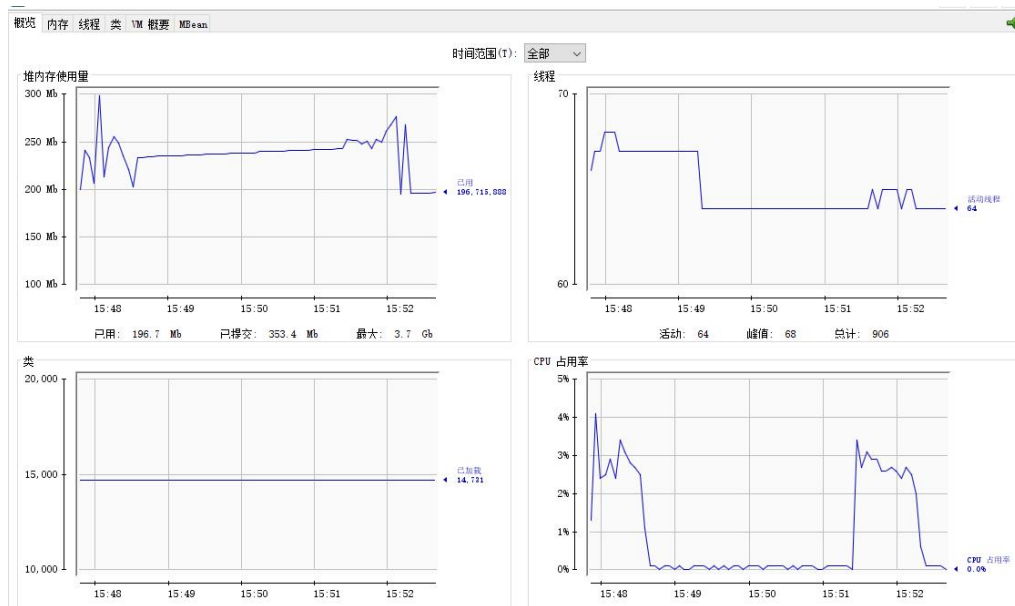 概览 内存 线程 类 VM 概要 MBean
时间范围(T): 全部
堆内存使用量
300 Mb
250 Mb
200 Mb
150 Mb
100 Mb
已用
196,715,888
15:48 15:49 15:50 15:51 15:52
已用: 196.7 Mb 已提交: 353.4 Mb 最大: 3.7 Gb
线程
70
60
活动线程
64
15:48 15:49 15:50 15:51 15:52
活动: 64 峰值: 68 总计: 906
类
20,000
15,000
10,000
已加载
14,731
15:48 15:49 15:50 15:51 15:52
CPU 占用率
5%
4%
3%
2%
1%
0%
CPU 占用率
0.0%
15:48 15:49 15:50 15:51 15:52